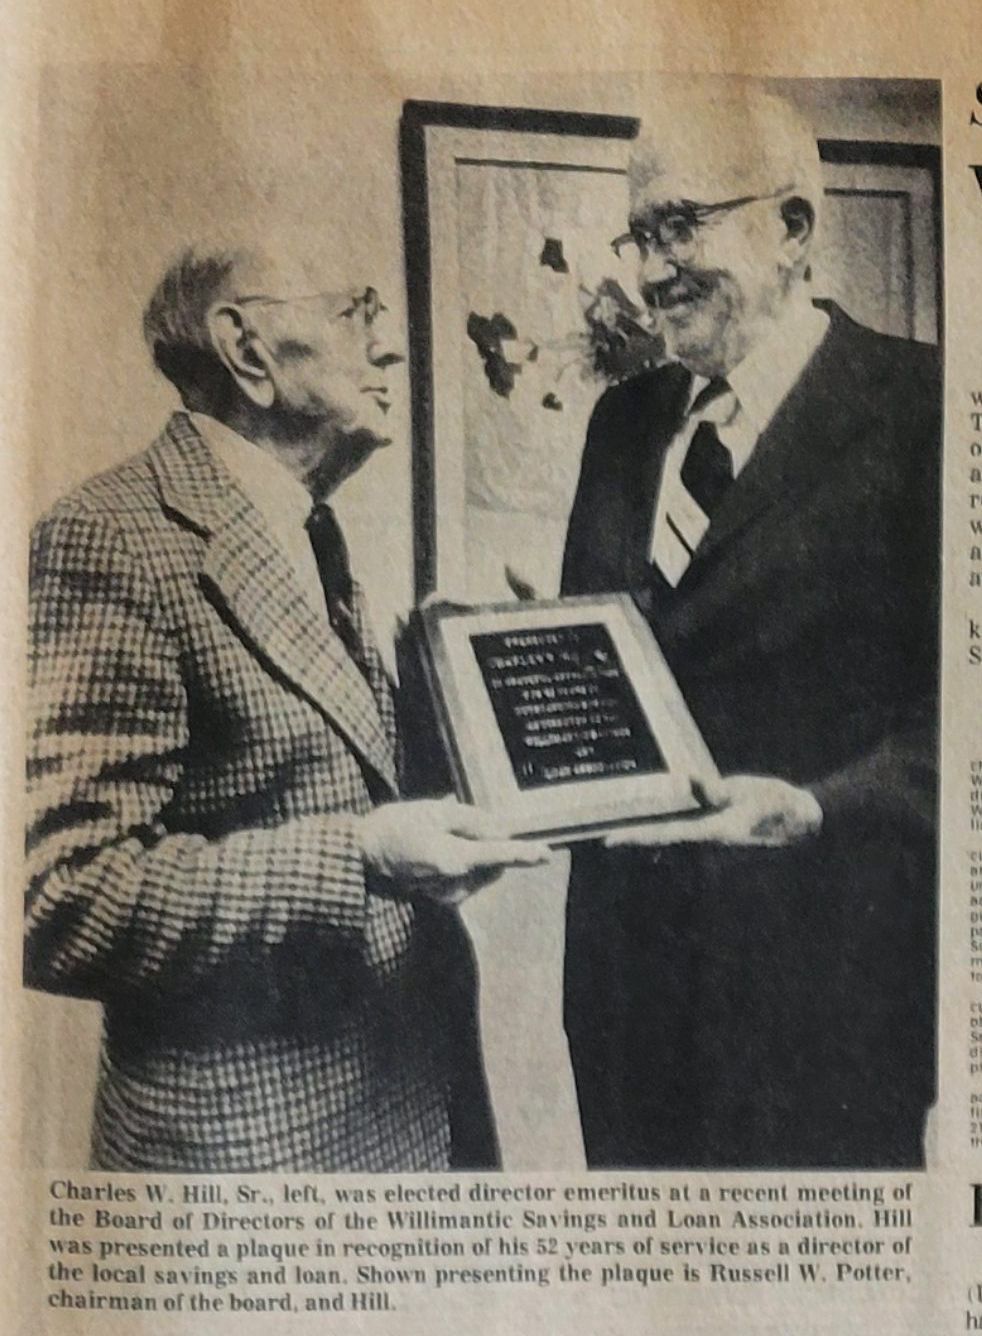 PRESENTED TO
Charles W. Hill, Sr., left, was elected director emeritus at a recent meeting of
the Board of Directors of the Willimantic Savings and Loan Association. Hill
was presented a plaque in recognition of his 52 years of service as a director of
the local savings and loan. Shown presenting the plaque is Russell W. Potter,
chairman of the board, and Hill.